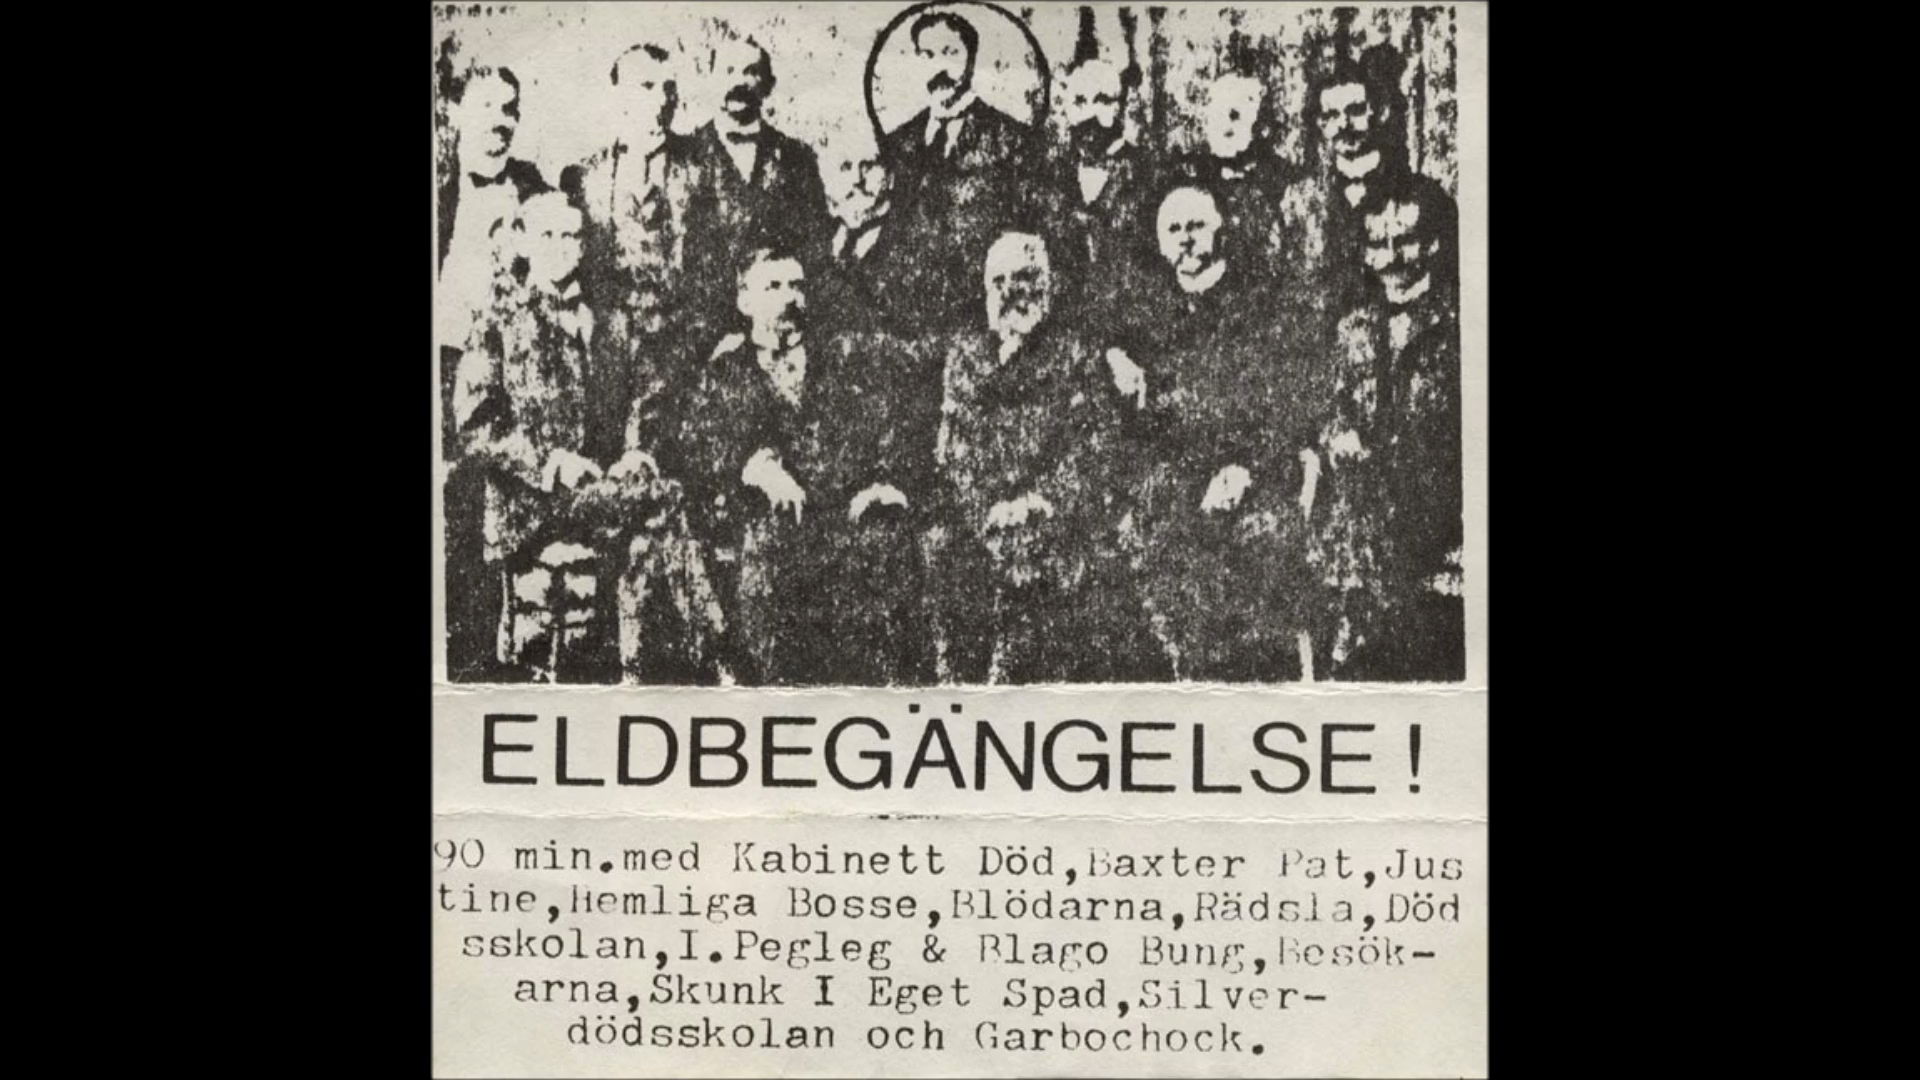 ELDBEGÄNGELSE!
90 min.med Kabinett Död,Baxter Pat,Jus
tine,Hemliga Bosse,Blödarna,Rädsla,Död
sskolan,I.Pegleg & Blago Bung,Besök-
arna,Skunk I Eget Spad,Silver-
dödsskolan och Garbochock.